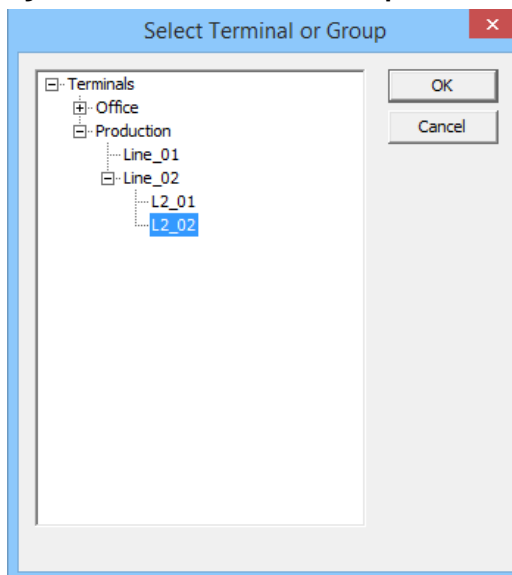 Select Terminal or Group
Terminals
Office
Production
Line_01
Line_02
L2_01
L2_02
OK
Cancel